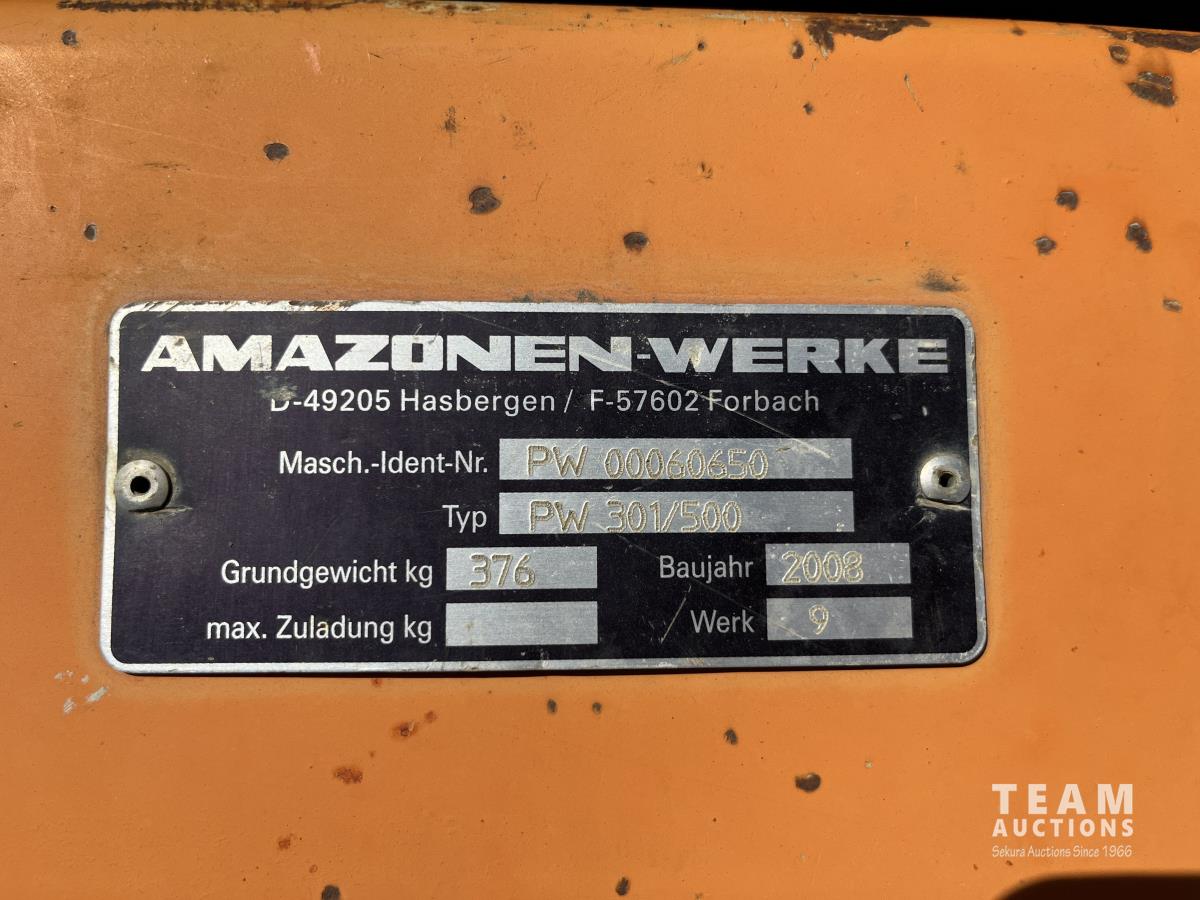 AMAZONEN-WERKE
D-49205 Hasbergen / F-57602 Forbach
Masch.-Ident-Nr. PW 00060650
Typ PW 301/500
Grundgewicht kg 376 Baujahr 2008
max. Zuladung kg Werk 9
TEAM
AUCTIONS
Sekura Auctions Since 1966